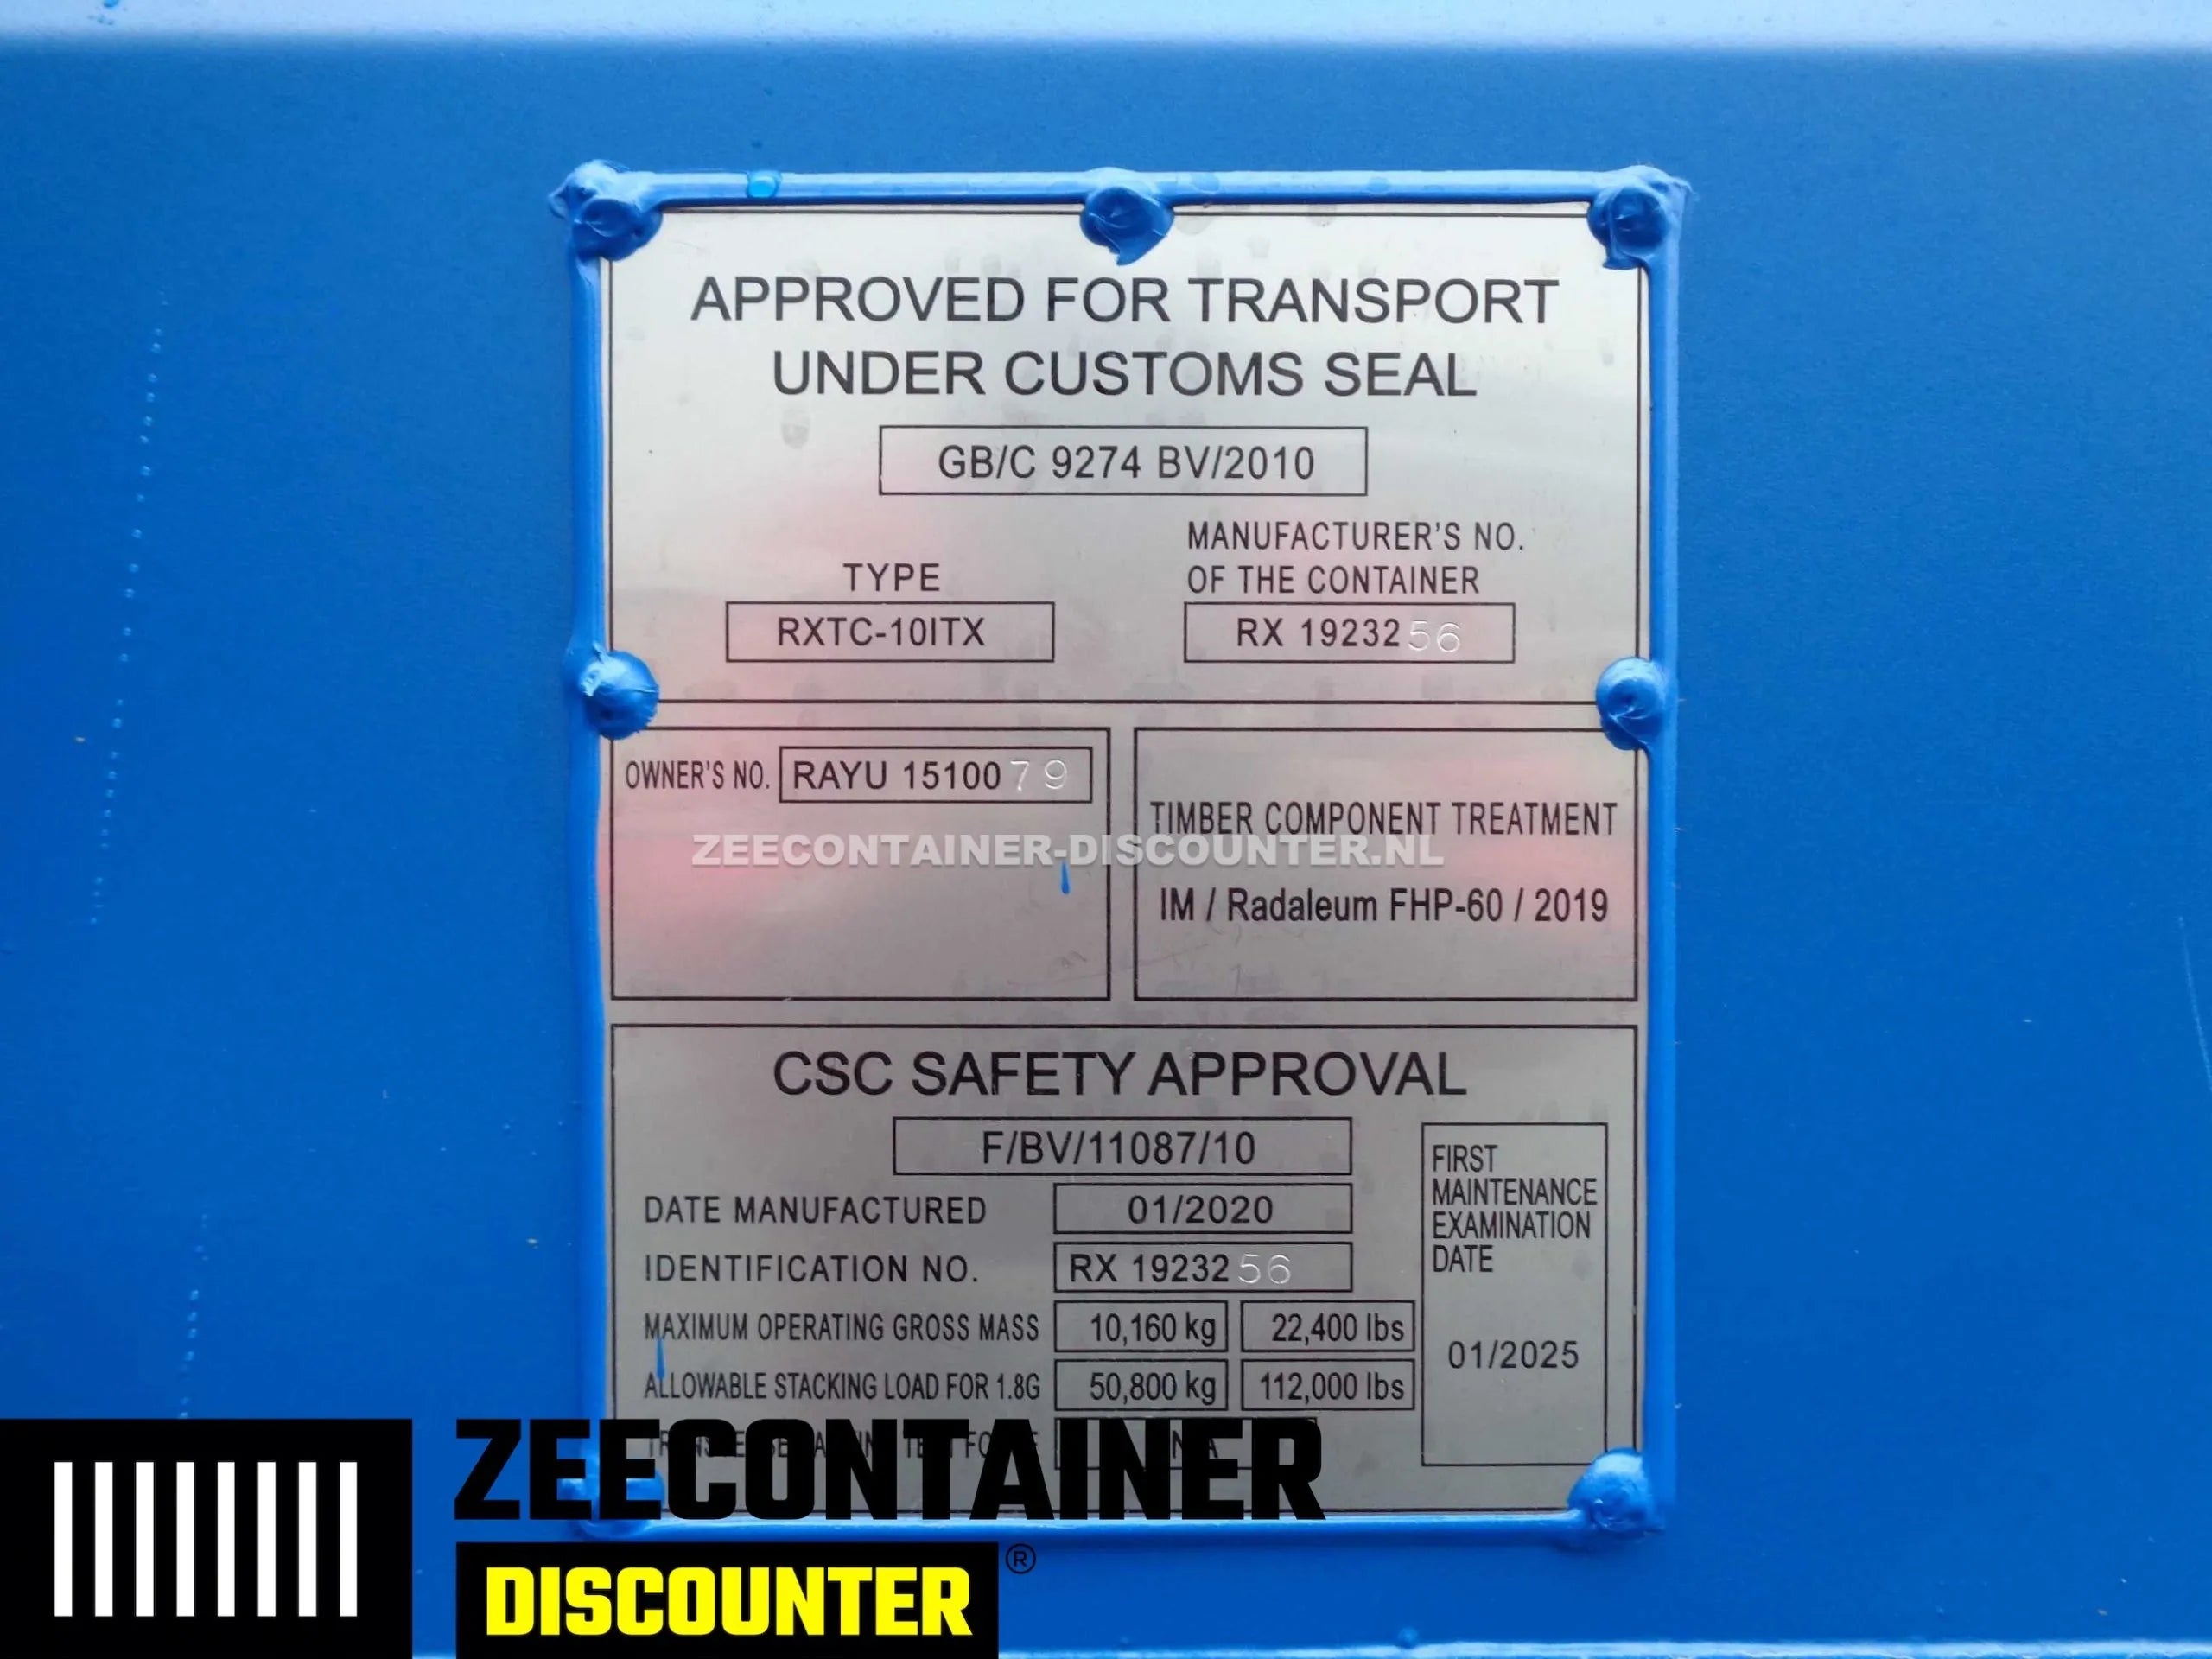 APPROVED FOR TRANSPORT
UNDER CUSTOMS SEAL
GB/C 9274 BV/2010
TYPE
RXTC-10ITX
MANUFACTURER'S NO.
OF THE CONTAINER
RX 1923256
OWNER'S NO. RAYU 1510079
TIMBER COMPONENT TREATMENT
IM / Radaleum FHP-60 / 2019
ZEECONTAINER-DISCOUNTER.NL
CSC SAFETY APPROVAL
F/BV/11087/10
DATE MANUFACTURED 01/2020
IDENTIFICATION NO. RX 1923256
MAXIMUM OPERATING GROSS MASS 10,160 kg 22,400 lbs
ALLOWABLE STACKING LOAD FOR 1.8G 50,800 kg 112,000 lbs
FIRST
MAINTENANCE
EXAMINATION
DATE
01/2025
ZEECONTAINER
DISCOUNTER ®